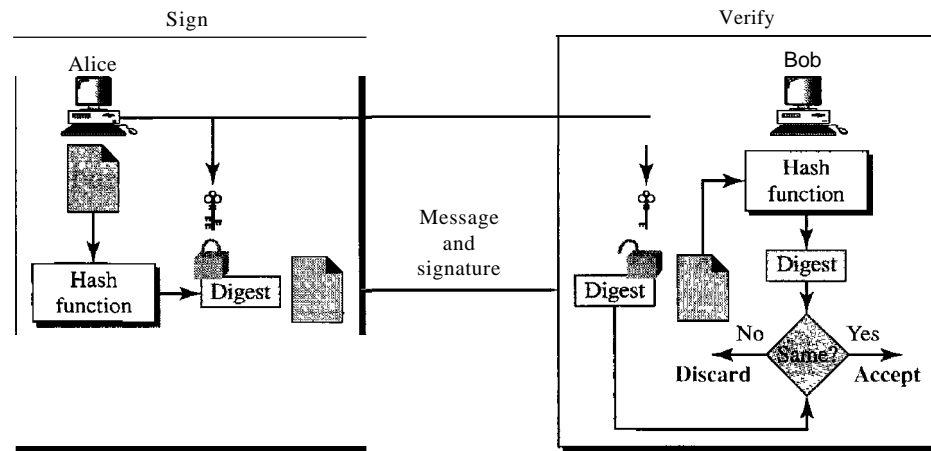 Sign
Verify
Alice
Bob
Hash
function
Message
and
signature
Hash
function
Digest
Digest
Digest
No
Yes
Same?
Discard
Accept